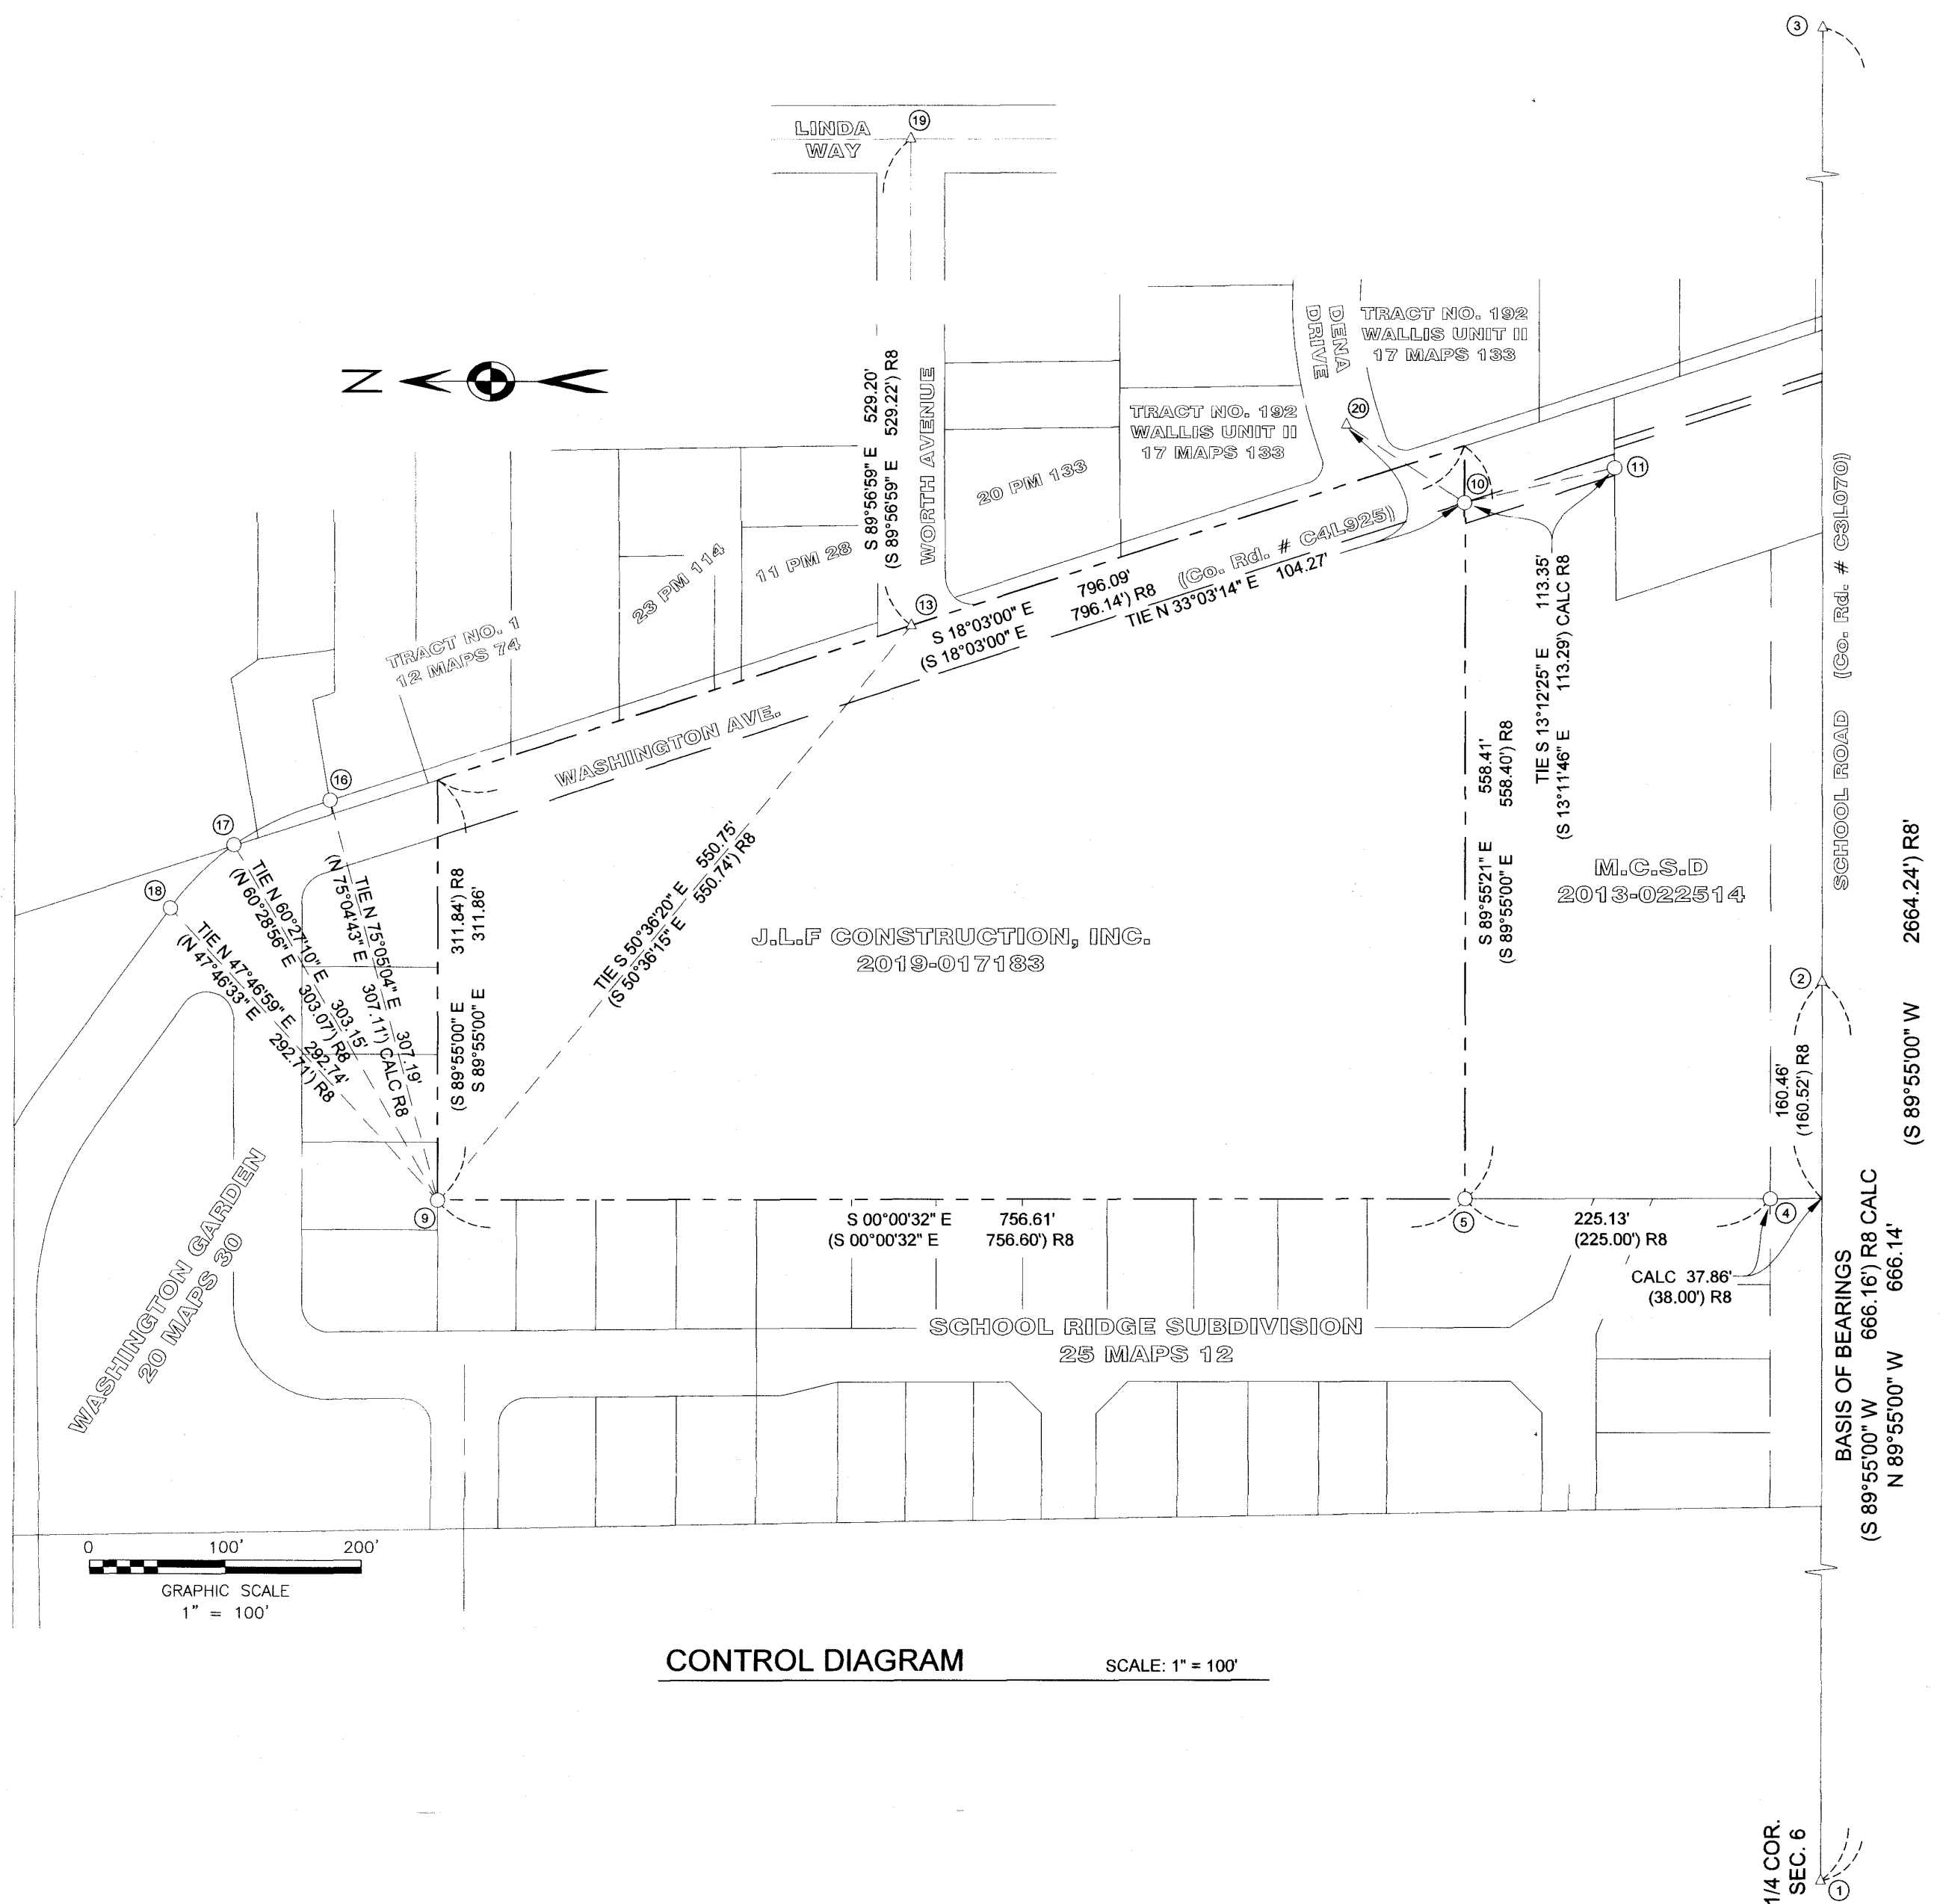 3
19
LINDA
WAY
N
S 89°56'59" E 529.20'
(S 89°56'59" E 529.22') R8
WORTH AVENUE
DENA
DRIVE
TRACT NO. 192
WALLIS UNIT II
17 MAPS 133
20
TRACT NO. 192
WALLIS UNIT II
17 MAPS 133
20 PM 133
10
11
11 PM 28
23 PM 114
TRACT NO. 1
12 MAPS 74
13
S 18°03'00" E 796.09'
(S 18°03'00" E 796.14') R8
(Co. Rd. # C4L925)
TIE N 33°03'14" E 104.27'
WASHINGTON AVE.
16
17
18
TIE N 47°46'59" E 292.74'
(N 47°46'33" E 292.71') R8
TIE N 60°27'10" E 303.15'
(N 60°28'56" E 303.07') R8
TIE N 75°05'04" E 307.19'
(N 75°04'43" E 307.11') CALC R8
(S 89°55'00" E 311.84') R8
S 89°55'00" E 311.86'
TIE S 50°36'20" E 550.75'
(S 50°36'15" E 550.74') R8
J.L.F CONSTRUCTION, INC.
2019-017183
S 89°55'21" E 558.41'
(S 89°55'00" E 558.40') R8
TIE S 13°12'25" E 113.35'
(S 13°11'46" E 113.29') CALC R8
M.C.S.D
2013-022514
SCHOOL ROAD (Co. Rd. # C3L070)
(S 89°55'00" W 2664.24') R8'
2
160.46'
(160.52') R8
9
5
4
S 00°00'32" E 756.61'
(S 00°00'32" E 756.60') R8
225.13'
(225.00') R8
CALC 37.86'
(38.00') R8
BASIS OF BEARINGS
(S 89°55'00" W 666.16') R8 CALC
N 89°55'00" W 666.14'
WASHINGTON GARDEN
20 MAPS 30
SCHOOL RIDGE SUBDIVISION
25 MAPS 12
0 100' 200'
GRAPHIC SCALE
1" = 100'
CONTROL DIAGRAM SCALE: 1" = 100'
1/4 COR.
SEC. 6
1